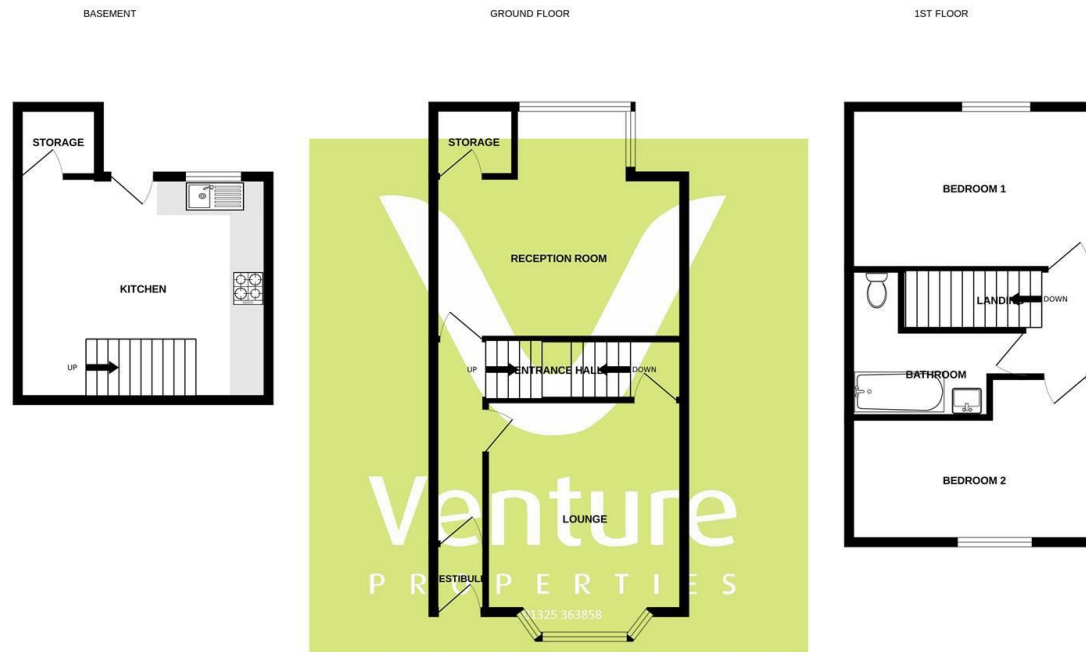 BASEMENT
GROUND FLOOR
1ST FLOOR
STORAGE
KITCHEN
UP
STORAGE
RECEPTION ROOM
UP
ENTRANCE HALL
DOWN
LOUNGE
VESTIBULE
Venture
PROPERTIES
01325 363858
BEDROOM 1
LANDING
DOWN
BATHROOM
BEDROOM 2